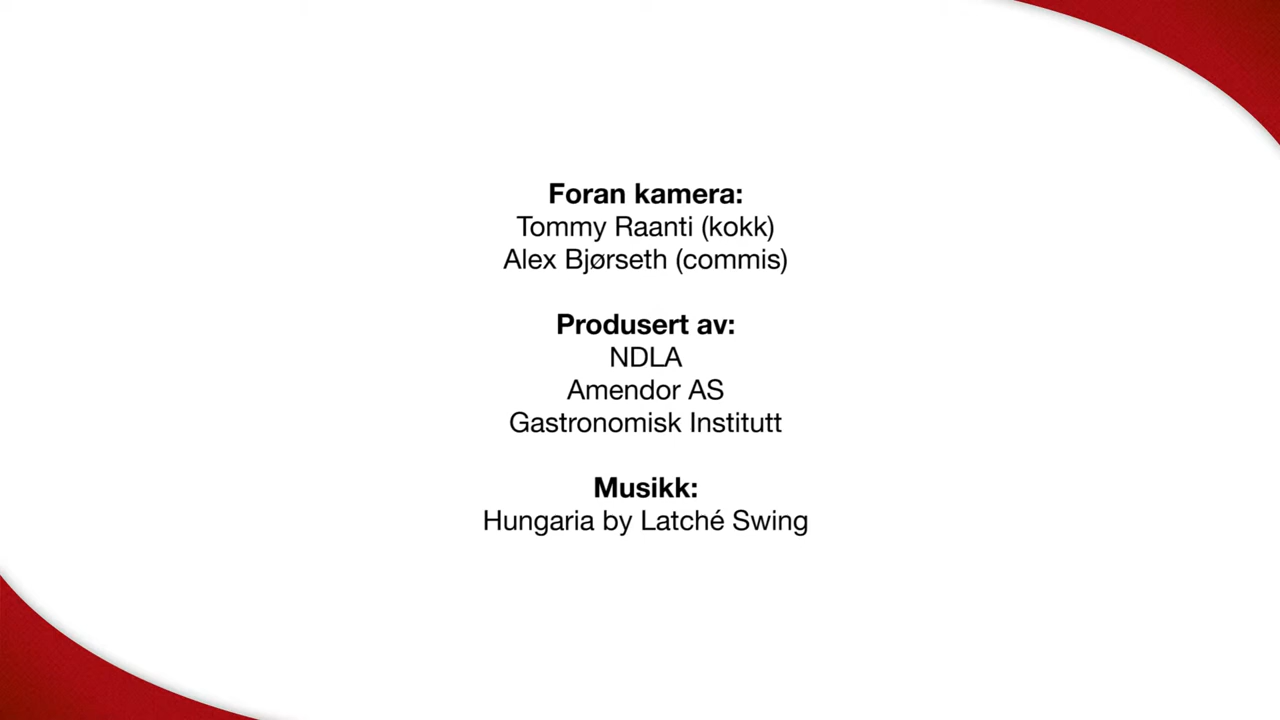 Foran kamera:
Tommy Raanti (kokk)
Alex Bjørseth (commis)
Produsert av:
NDLA
Amendor AS
Gastronomisk Institutt
Musikk:
Hungaria by Latché Swing